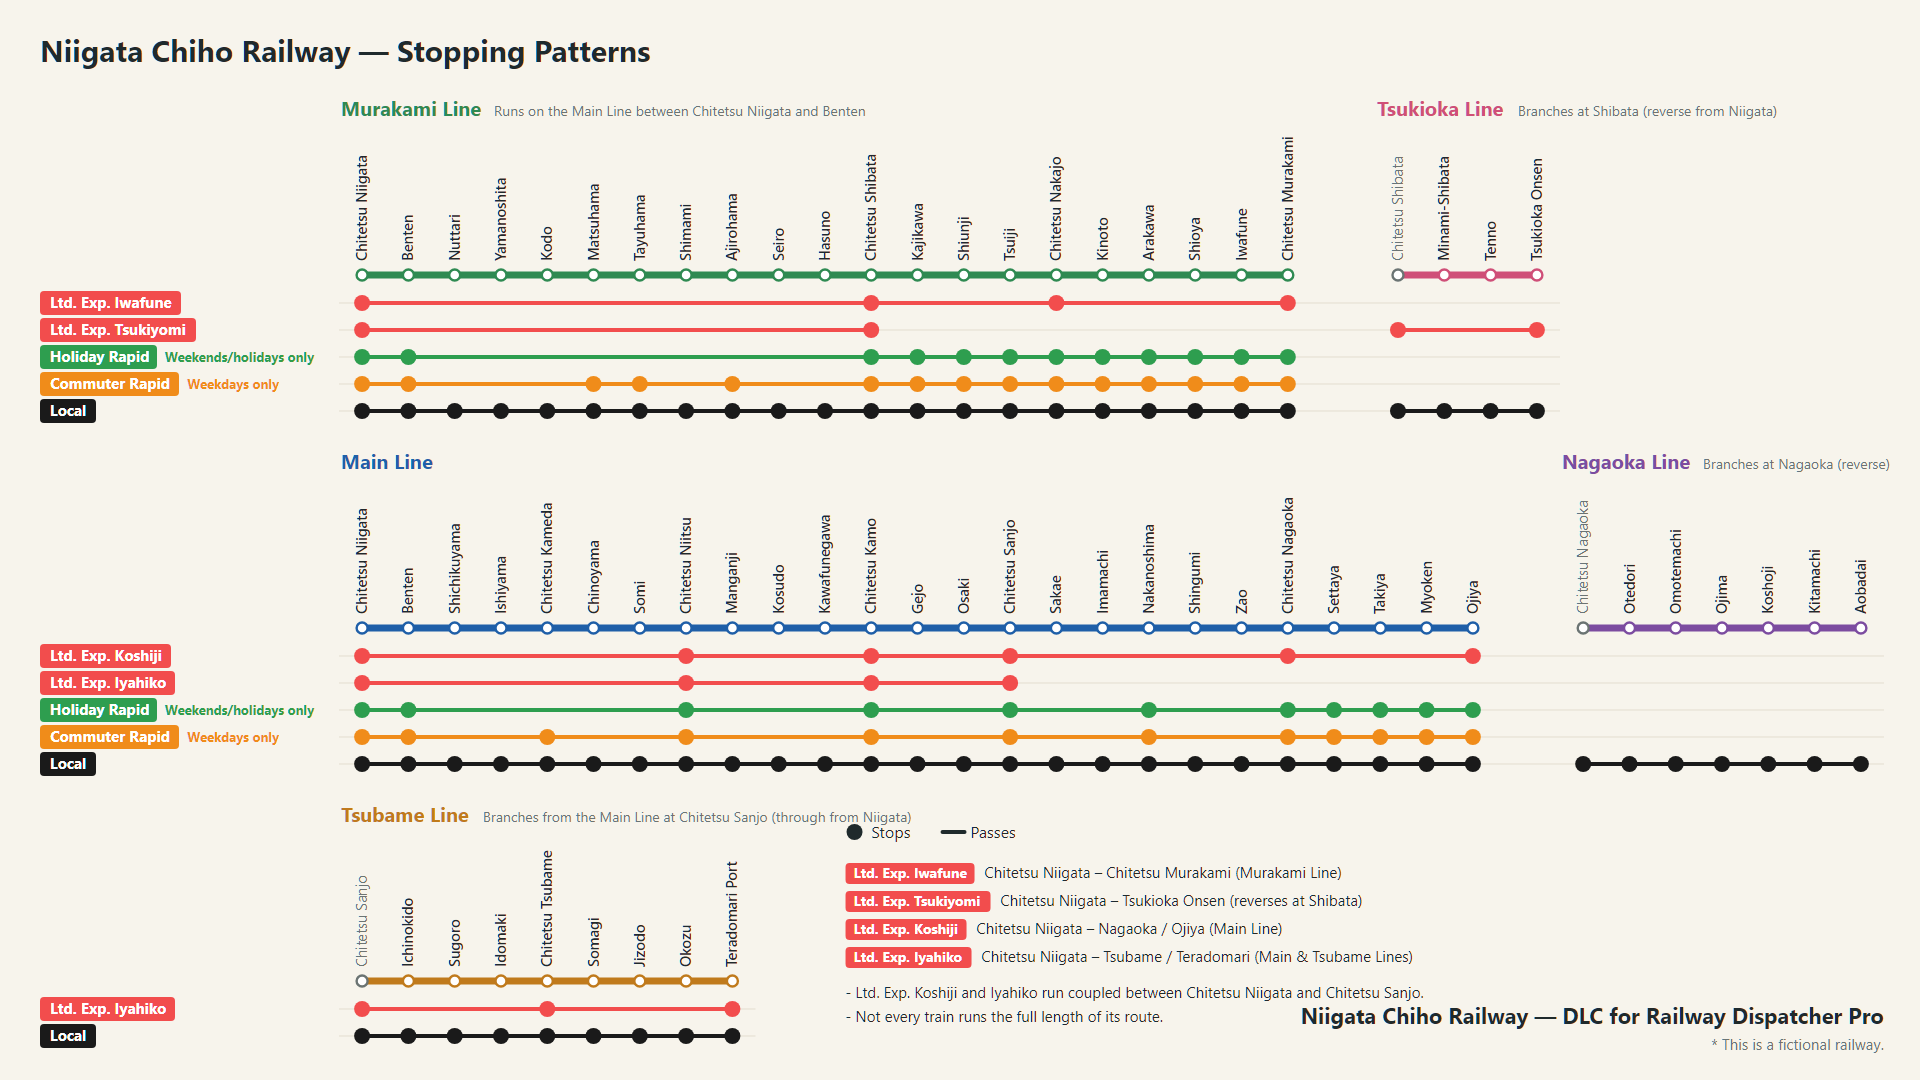 Niigata Chiho Railway — Stopping Patterns
Murakami Line Runs on the Main Line between Chitetsu Niigata and Benten
Tsukioka Line Branches at Shibata (reverse from Niigata)
Chitetsu Niigata
Benten
Nuttari
Yamanoshita
Kodo
Matsuhama
Tayuhama
Shimami
Ajirohama
Seiro
Hasuno
Chitetsu Shibata
Kajikawa
Shiunji
Tsuiji
Chitetsu Nakajo
Kinoto
Arakawa
Shioya
Iwafune
Chitetsu Murakami
Chitetsu Shibata
Minami-Shibata
Tenno
Tsukioka Onsen
Ltd. Exp. Iwafune
Ltd. Exp. Tsukiyomi
Holiday Rapid Weekends/holidays only
Commuter Rapid Weekdays only
Local
Main Line
Nagaoka Line Branches at Nagaoka (reverse)
Chitetsu Niigata
Benten
Shichikuyama
Ishiyama
Chitetsu Kameda
Chinoyama
Somi
Chitetsu Niitsu
Manganji
Kosudo
Kawafunegawa
Chitetsu Kamo
Gejo
Osaki
Chitetsu Sanjo
Sakae
Imamachi
Nakanoshima
Shingumi
Zao
Chitetsu Nagaoka
Settaya
Takiya
Myoken
Ojiya
Chitetsu Nagaoka
Otedori
Omotemachi
Ojima
Koshoji
Kitamachi
Aobadai
Ltd. Exp. Koshiji
Ltd. Exp. Iyahiko
Holiday Rapid Weekends/holidays only
Commuter Rapid Weekdays only
Local
Tsubame Line Branches from the Main Line at Chitetsu Sanjo (through from Niigata)
Chitetsu Sanjo
Ichinokido
Sugoro
Idomaki
Chitetsu Tsubame
Somagi
Jizodo
Okozu
Teradomari Port
Ltd. Exp. Iyahiko
Local
Stops Passes
Ltd. Exp. Iwafune Chitetsu Niigata – Chitetsu Murakami (Murakami Line)
Ltd. Exp. Tsukiyomi Chitetsu Niigata – Tsukioka Onsen (reverses at Shibata)
Ltd. Exp. Koshiji Chitetsu Niigata – Nagaoka / Ojiya (Main Line)
Ltd. Exp. Iyahiko Chitetsu Niigata – Tsubame / Teradomari (Main & Tsubame Lines)
- Ltd. Exp. Koshiji and Iyahiko run coupled between Chitetsu Niigata and Chitetsu Sanjo.
- Not every train runs the full length of its route.
Niigata Chiho Railway — DLC for Railway Dispatcher Pro
* This is a fictional railway.